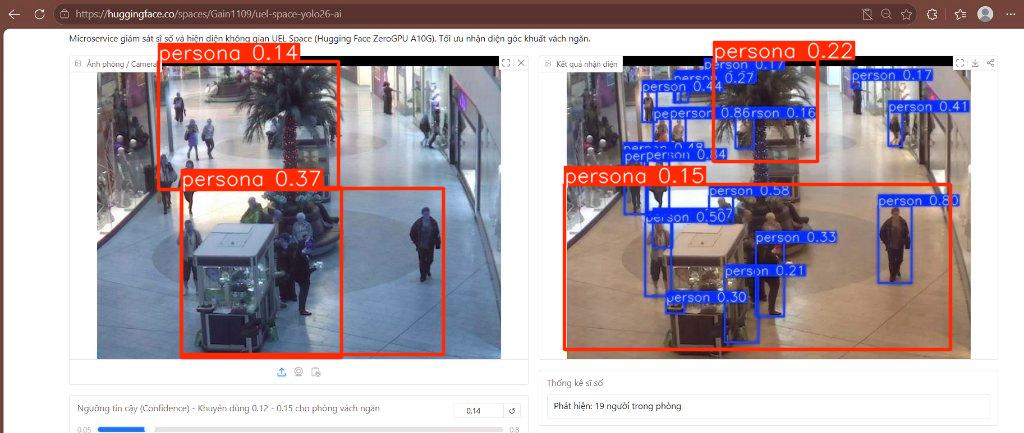 https://huggingface.co/spaces/Gain1109/uel-space-yolo26-ai
Microservice giám sát sĩ số và hiện diện không gian UEL Space (Hugging Face ZeroGPU A10G). Tối ưu nhận diện góc khuất vách ngăn.
Ảnh phòng / Camera
persona 0.14
persona 0.37
Kết quả nhận diện
persona 0.22
person 0.17
0.27
0.44
person 0.17
person 0.41
0.86
rson 0.16
0.48
0.84
persona 0.15
person 0.58
person 0.80
person 0.507
person 0.33
person 0.21
person 0.30
Ngưỡng tin cậy (Confidence) - Khuyên dùng 0.12 - 0.15 cho phòng vách ngăn
0.14
0.05
0.8
Thống kê sĩ số
Phát hiện: 19 người trong phòng